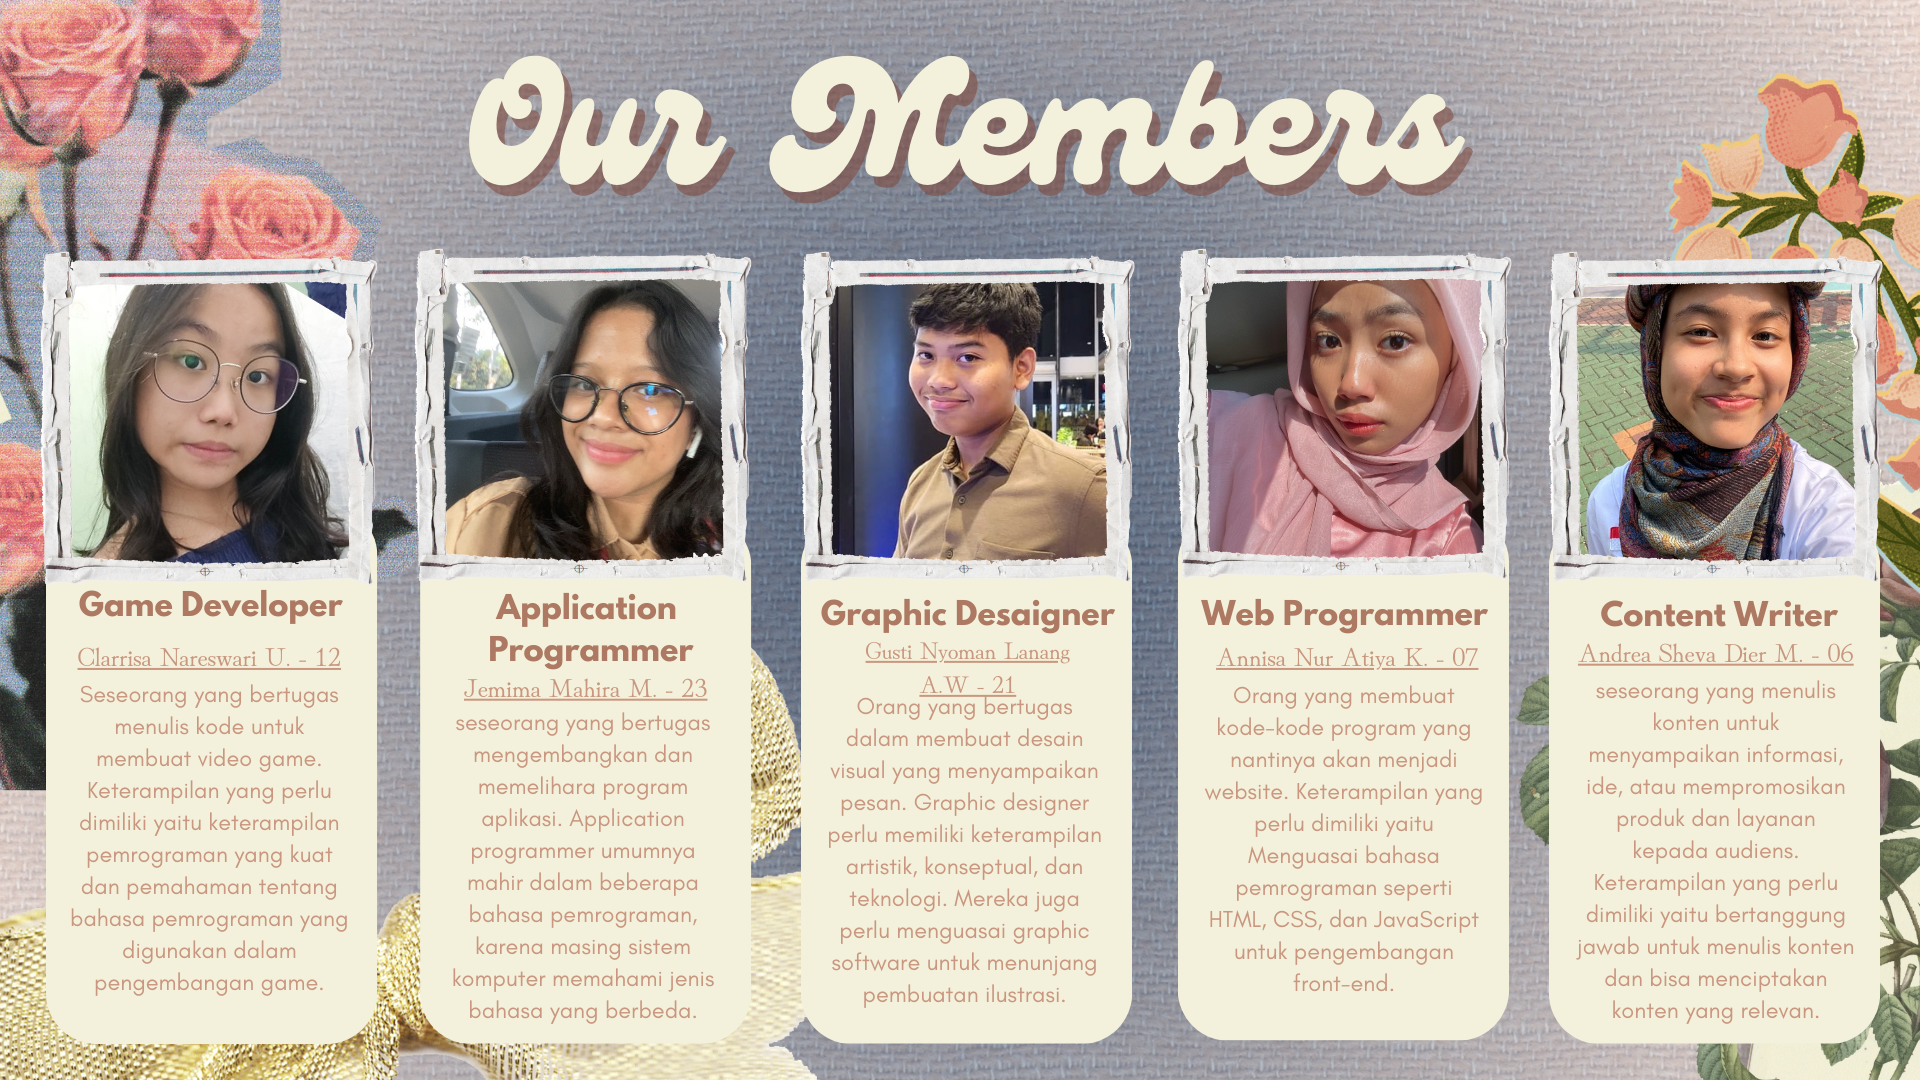 Our Members
Game Developer
Clarrisa Nareswari U. - 12
Seseorang yang bertugas
menulis kode untuk
membuat video game.
Keterampilan yang perlu
dimiliki yaitu keterampilan
pemrograman yang kuat
dan pemahaman tentang
bahasa pemrograman yang
digunakan dalam
pengembangan game.
Application
Programmer
Jemima Mahira M. - 23
seseorang yang bertugas
mengembangkan dan
memelihara program
aplikasi. Application
programmer umumnya
mahir dalam beberapa
bahasa pemrograman,
karena masing sistem
komputer memahami jenis
bahasa yang berbeda.
Graphic Desaigner
Gusti Nyoman Lanang
A.W - 21
Orang yang bertugas
dalam membuat desain
visual yang menyampaikan
pesan. Graphic designer
perlu memiliki keterampilan
artistik, konseptual, dan
teknologi. Mereka juga
perlu menguasai graphic
software untuk menunjang
pembuatan ilustrasi.
Web Programmer
Annisa Nur Atiya K. - 07
Orang yang membuat
kode-kode program yang
nantinya akan menjadi
website. Keterampilan yang
perlu dimiliki yaitu
Menguasai bahasa
pemrograman seperti
HTML, CSS, dan JavaScript
untuk pengembangan
front-end.
Content Writer
Andrea Sheva Dier M. - 06
seseorang yang menulis
konten untuk
menyampaikan informasi,
ide, atau mempromosikan
produk dan layanan
kepada audiens.
Keterampilan yang perlu
dimiliki yaitu bertanggung
jawab untuk menulis konten
dan bisa menciptakan
konten yang relevan.